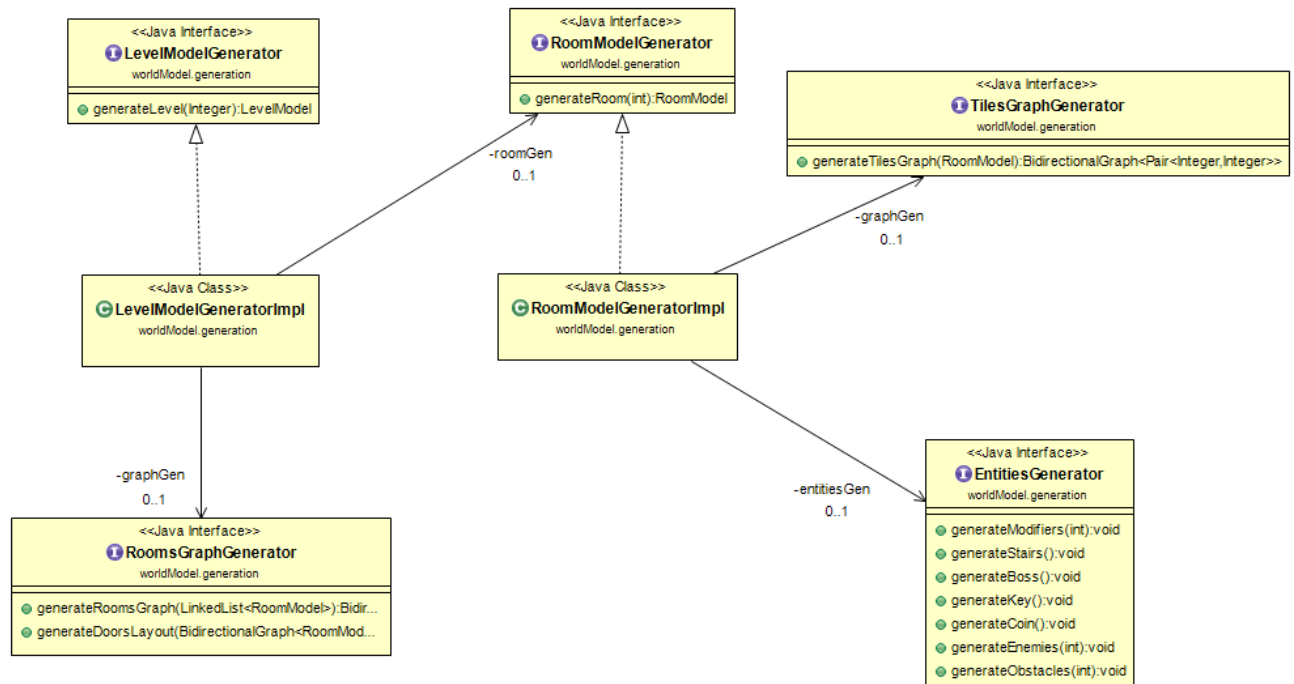 <<Java Interface>>
LevelModelGenerator
worldModel.generation
generateLevel(Integer):LevelModel
<<Java Interface>>
RoomModelGenerator
worldModel.generation
generateRoom(int):RoomModel
<<Java Interface>>
TilesGraphGenerator
worldModel.generation
generateTilesGraph(RoomModel):BidirectionalGraph<Pair<Integer,Integer>>
-roomGen
0..1
-graphGen
0..1
<<Java Class>>
LevelModelGeneratorImpl
worldModel.generation
<<Java Class>>
RoomModelGeneratorImpl
worldModel.generation
-graphGen
0..1
-entitiesGen
0..1
<<Java Interface>>
RoomsGraphGenerator
worldModel.generation
generateRoomsGraph(LinkedList<RoomModel>):Bidir...
generateDoorsLayout(BidirectionalGraph<RoomMod...
<<Java Interface>>
EntitiesGenerator
worldModel.generation
generateModifiers(int):void
generateStairs():void
generateBoss():void
generateKey():void
generateCoin():void
generateEnemies(int):void
generateObstacles(int):void